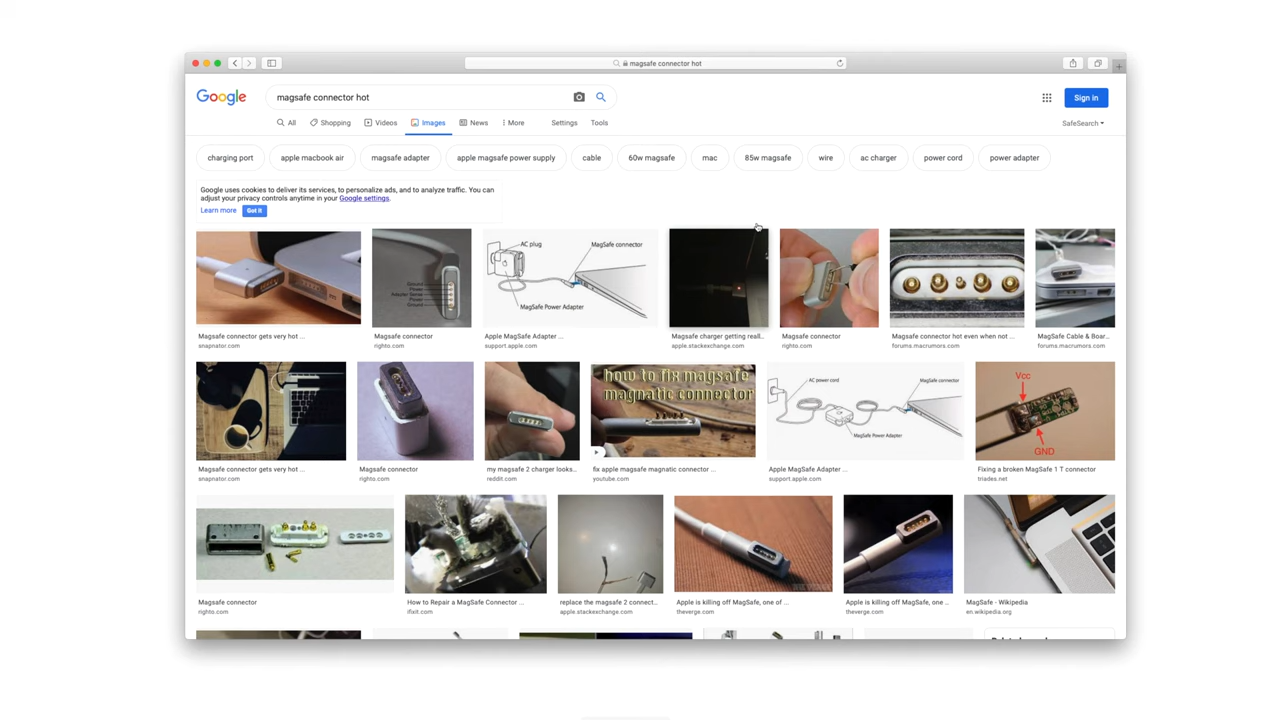 magsafe connector hot
Google
magsafe connector hot
Sign in
All
Shopping
Videos
Images
News
More
Settings
Tools
SafeSearch
charging port
apple macbook air
magsafe adapter
apple magsafe power supply
cable
60w magsafe
mac
85w magsafe
wire
ac charger
power cord
power adapter
Google uses cookies to deliver its services, to personalize ads, and to analyze traffic. You can
adjust your privacy controls anytime in your Google settings.
Learn more
Got it
Ground
Power
Adapter Sense
Power
Ground
AC plug
MagSafe connector
MagSafe Power Adapter
Magsafe connector gets very hot ...
snapnator.com
Magsafe connector
righto.com
Apple MagSafe Adapter ...
support.apple.com
Magsafe charger getting reall...
apple.stackexchange.com
Magsafe connector
righto.com
Magsafe connector hot even when not ...
forums.macrumors.com
MagSafe Cable & Boar...
forums.macrumors.com
how to fix magsafe
magnatic connector
AC power cord
MagSafe connector
MagSafe Power Adapter
Vcc
GND
Magsafe connector gets very hot ...
snapnator.com
Magsafe connector
righto.com
my magsafe 2 charger looks...
reddit.com
fix apple magsafe magnatic connector ...
youtube.com
Apple MagSafe Adapter ...
support.apple.com
Fixing a broken MagSafe 1 T connector
triades.net
Magsafe connector
righto.com
How to Repair a MagSafe Connector ...
ifixit.com
replace the magsafe 2 connect...
apple.stackexchange.com
Apple is killing off MagSafe, one of ...
theverge.com
Apple is killing off MagSafe, one ...
theverge.com
MagSafe - Wikipedia
en.wikipedia.org